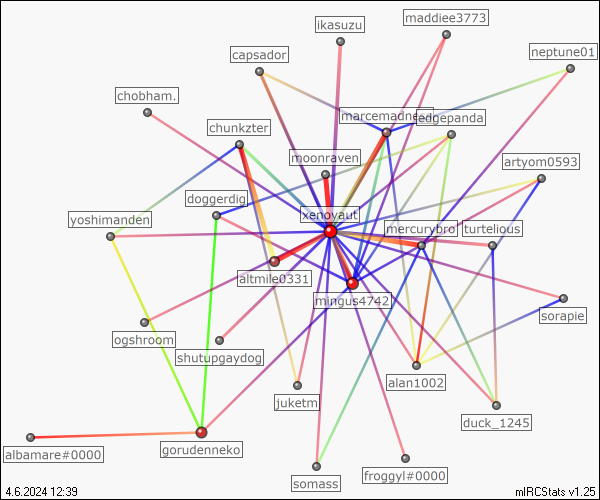 maddiee3773
ikasuzu
neptune01
capsador
chobham.
marcemadness
edgepanda
chunkzter
moonraven
artyom0593
doggerdig
xenovaut
yoshimanden
mercurybro
turtelious
altmile0331
mingus4742
sorapie
ogshroom
shutupgaydog
alan1002
juketm
duck_1245
albamare#0000
gorudenneko
froggyl#0000
somass
4.6.2024 12:39
mIRCStats v1.25